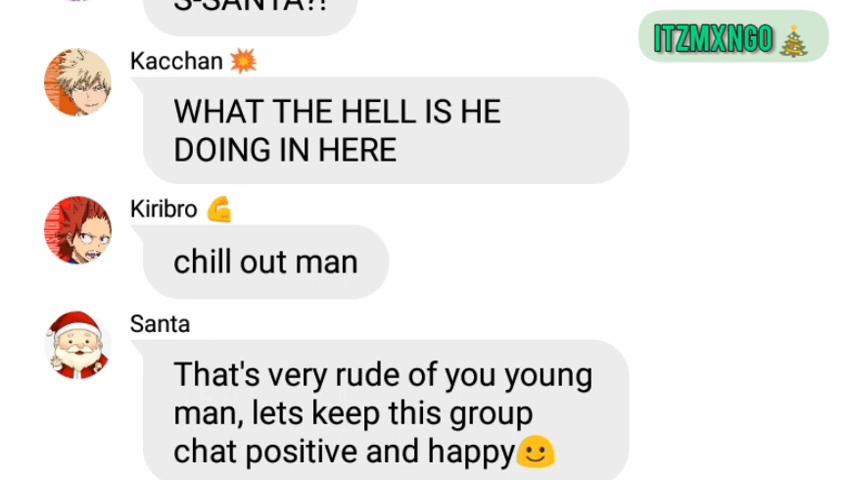 S-SANTA?!
ITZMXNGO🎄
Kacchan 💥
WHAT THE HELL IS HE
DOING IN HERE
Kiribro 💪
chill out man
Santa
That's very rude of you young
man, lets keep this group
chat positive and happy🙂